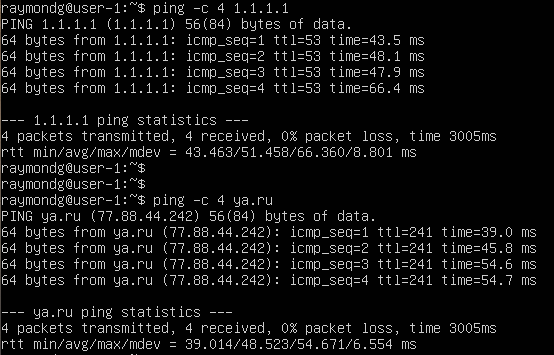 raymondg@user-1:~$ ping -c 4 1.1.1.1
PING 1.1.1.1 (1.1.1.1) 56(84) bytes of data.
64 bytes from 1.1.1.1: icmp_seq=1 ttl=53 time=43.5 ms
64 bytes from 1.1.1.1: icmp_seq=2 ttl=53 time=48.1 ms
64 bytes from 1.1.1.1: icmp_seq=3 ttl=53 time=47.9 ms
64 bytes from 1.1.1.1: icmp_seq=4 ttl=53 time=66.4 ms
--- 1.1.1.1 ping statistics ---
4 packets transmitted, 4 received, 0% packet loss, time 3005ms
rtt min/avg/max/mdev = 43.463/51.458/66.360/8.801 ms
raymondg@user-1:~$
raymondg@user-1:~$
raymondg@user-1:~$ ping -c 4 ya.ru
PING ya.ru (77.88.44.242) 56(84) bytes of data.
64 bytes from ya.ru (77.88.44.242): icmp_seq=1 ttl=241 time=39.0 ms
64 bytes from ya.ru (77.88.44.242): icmp_seq=2 ttl=241 time=45.8 ms
64 bytes from ya.ru (77.88.44.242): icmp_seq=3 ttl=241 time=54.6 ms
64 bytes from ya.ru (77.88.44.242): icmp_seq=4 ttl=241 time=54.7 ms
--- ya.ru ping statistics ---
4 packets transmitted, 4 received, 0% packet loss, time 3005ms
rtt min/avg/max/mdev = 39.014/48.523/54.671/6.554 ms